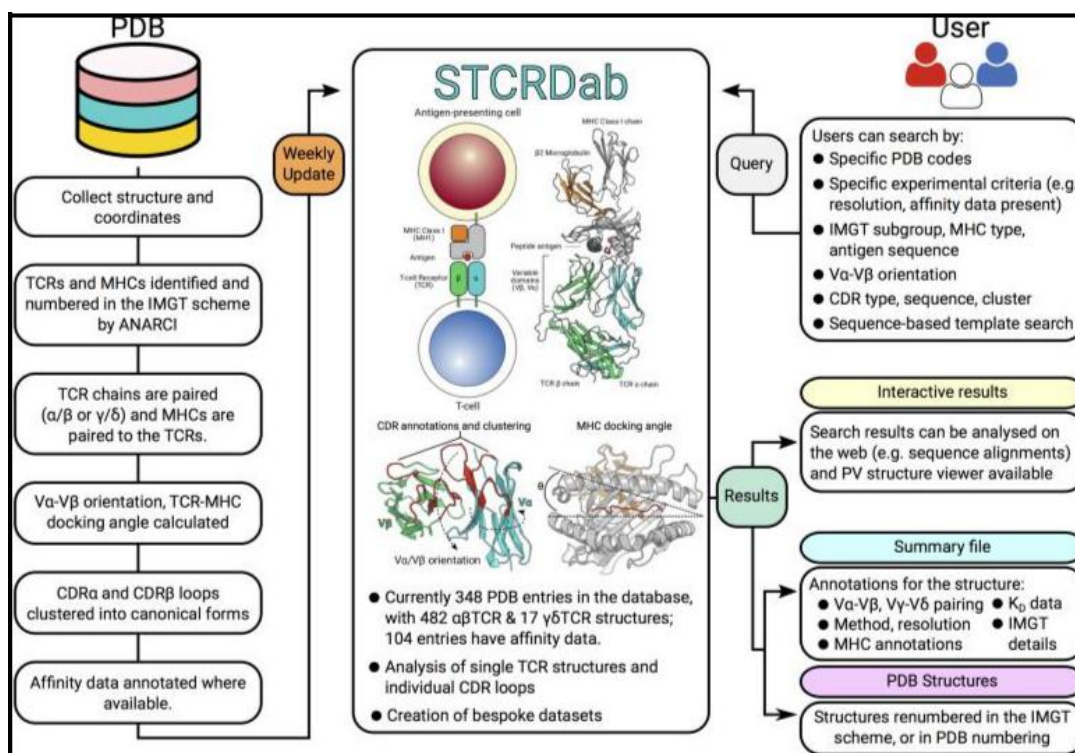 PDB
Collect structure and
coordinates
TCRs and MHCs identified and
numbered in the IMGT scheme
by ANARCI
TCR chains are paired
(α/β or γ/δ) and MHCs are
paired to the TCRs.
Vα-Vβ orientation, TCR-MHC
docking angle calculated
CDRα and CDRβ loops
clustered into canonical forms
Affinity data annotated where
available.
Weekly
Update
STCRDab
Antigen-presenting cell
MHC Class I chain
β2 Microglobulin
MHC Class I
(MH1)
Antigen
T-cell Receptor
(TCR)
β α
Peptide antigen
Variable
domains
(Vβ, Vα)
TCR β chain
TCR α chain
T-cell
CDR annotations and clustering
Vβ
Vα
Vα/Vβ orientation
MHC docking angle
θ
● Currently 348 PDB entries in the database,
with 482 αβTCR & 17 γδTCR structures;
104 entries have affinity data.
● Analysis of single TCR structures and
individual CDR loops
● Creation of bespoke datasets
User
Query
Users can search by:
● Specific PDB codes
● Specific experimental criteria (e.g.
resolution, affinity data present)
● IMGT subgroup, MHC type,
antigen sequence
● Vα-Vβ orientation
● CDR type, sequence, cluster
● Sequence-based template search
Results
Interactive results
Search results can be analysed on
the web (e.g. sequence alignments)
and PV structure viewer available
Summary file
Annotations for the structure:
● Vα-Vβ, Vγ-Vδ pairing
● Method, resolution
● MHC annotations
● K_D data
● IMGT
details
PDB Structures
Structures renumbered in the IMGT
scheme, or in PDB numbering